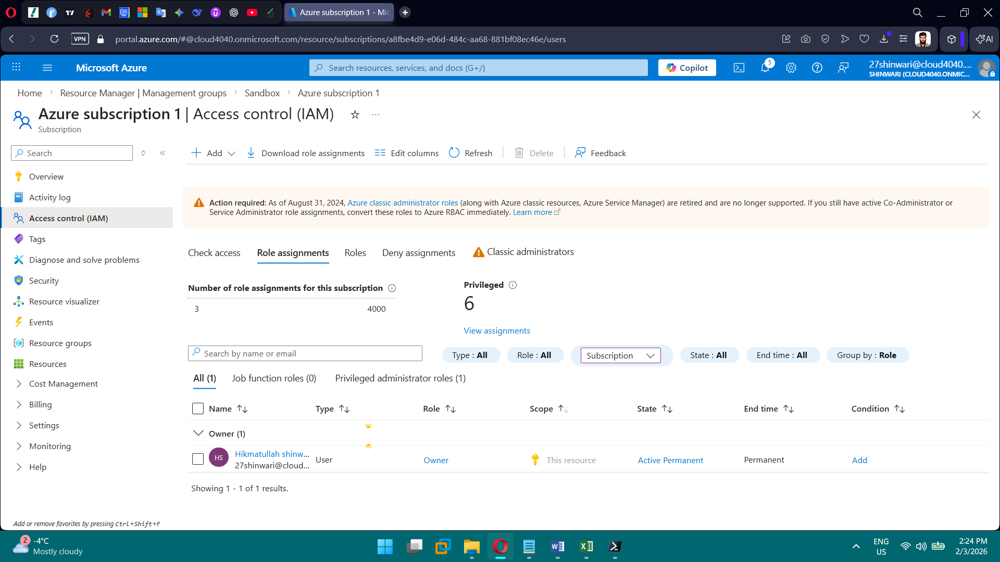 Azure subscription 1 - Mic
VPN
portal.azure.com/#@cloud4040.onmicrosoft.com/resource/subscriptions/a8fbe4d9-e06d-484c-aa68-881bf08ec46e/users
AI
Microsoft Azure
Search resources, services, and docs (G+/)
Copilot
5
27shinwari@cloud4040....
SHINWARI (CLOUD4040.ONMIC...
Home
Resource Manager | Management groups
Sandbox
Azure subscription 1
Azure subscription 1 | Access control (IAM)
...
Subscription
Search
Add
Download role assignments
Edit columns
Refresh
Delete
Feedback
Overview
Activity log
Access control (IAM)
Tags
Diagnose and solve problems
Security
Resource visualizer
Events
Resource groups
Resources
Cost Management
Billing
Settings
Monitoring
Help
Add or remove favorites by pressing Ctrl+Shift+F
Action required: As of August 31, 2024, Azure classic administrator roles (along with Azure classic resources, Azure Service Manager) are retired and are no longer supported. If you still have active Co-Administrator or
Service Administrator role assignments, convert these roles to Azure RBAC immediately. Learn more
Check access
Role assignments
Roles
Deny assignments
Classic administrators
Number of role assignments for this subscription
3
4000
Privileged
6
View assignments
Search by name or email
Type : All
Role : All
Subscription
State : All
End time : All
Group by : Role
All (1)
Job function roles (0)
Privileged administrator roles (1)
Name
Type
Role
Scope
State
End time
Condition
Owner (1)
HS
Hikmatullah shinw...
27shinwari@cloud...
User
Owner
This resource
Active Permanent
Permanent
Add
Showing 1 - 1 of 1 results.
2
-4°C
Mostly cloudy
ENG
US
2:24 PM
2/3/2026